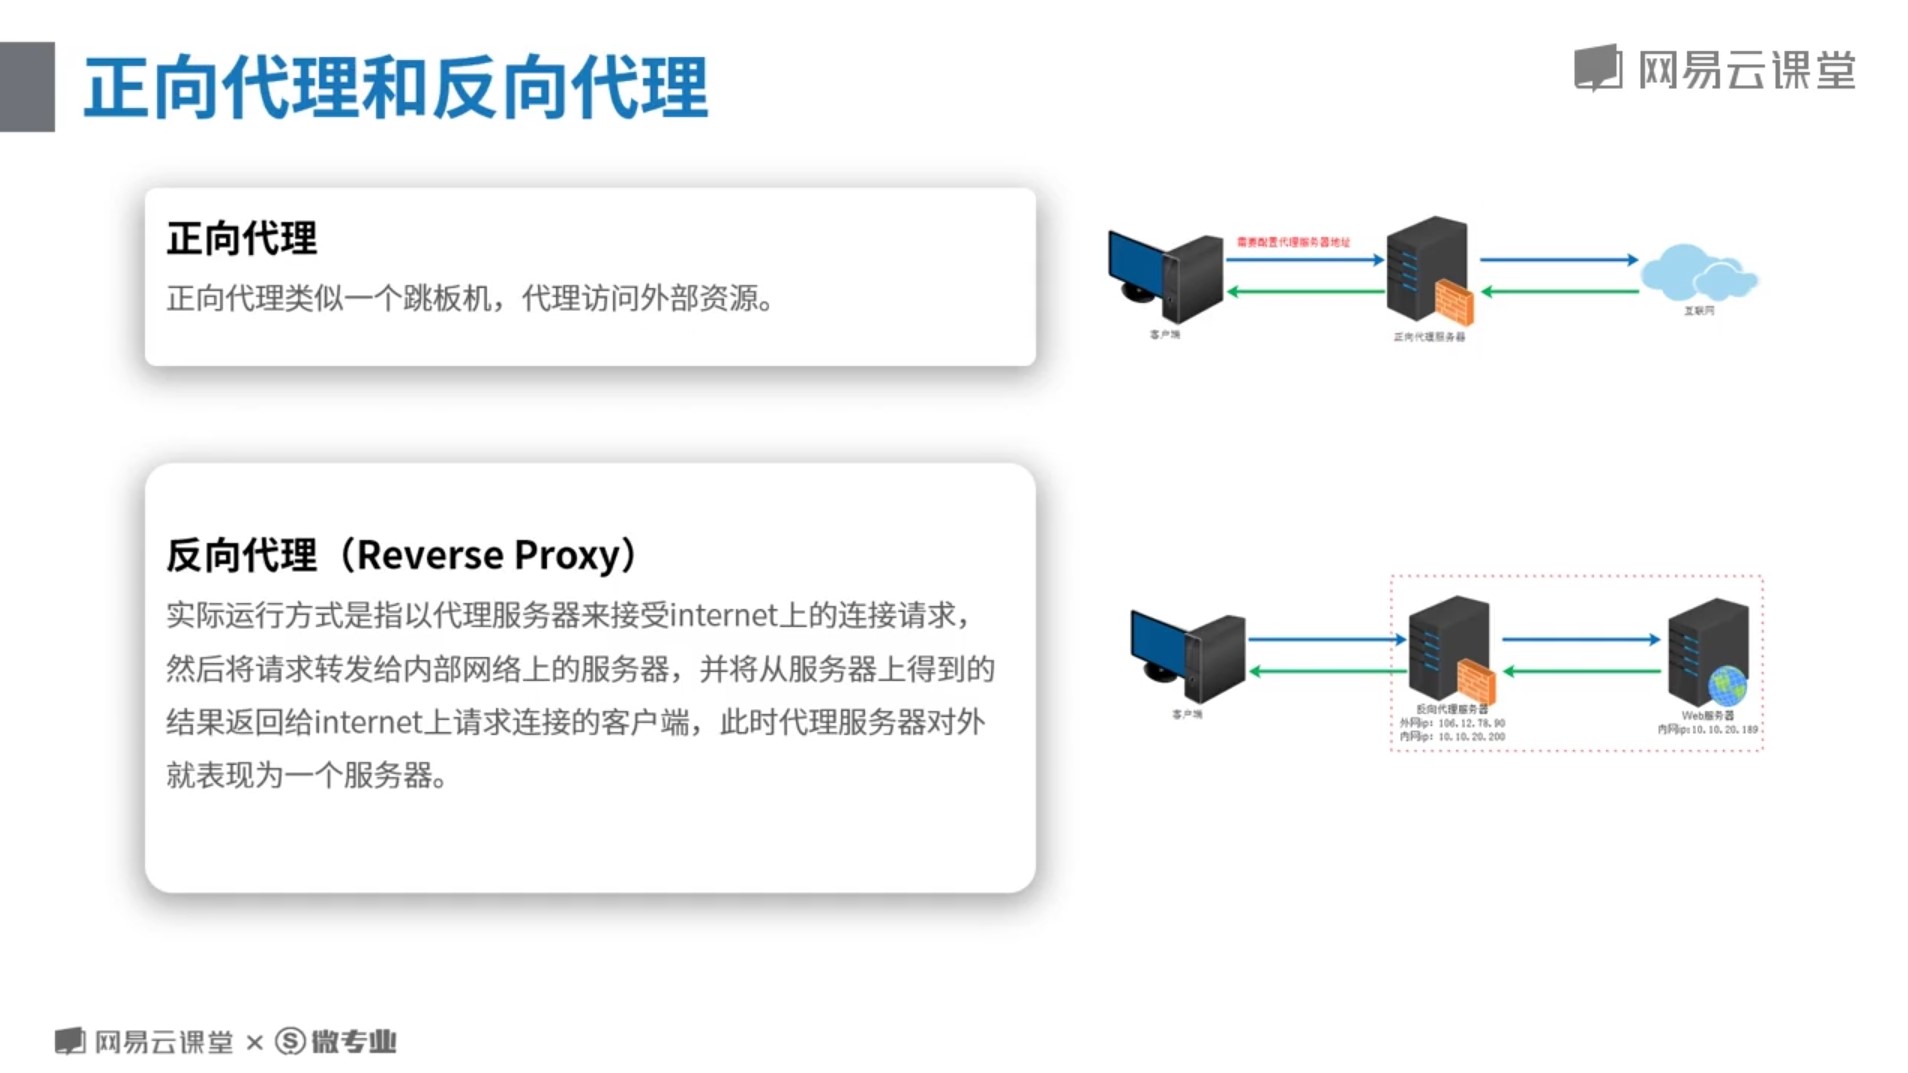 正向代理和反向代理
网易云课堂
正向代理
正向代理类似一个跳板机，代理访问外部资源。
需要配置代理服务器地址
客户端
正向代理服务器
互联网
反向代理（Reverse Proxy）
实际运行方式是指以代理服务器来接受internet上的连接请求，
然后将请求转发给内部网络上的服务器，并将从服务器上得到的
结果返回给internet上请求连接的客户端，此时代理服务器对外
就表现为一个服务器。
客户端
反向代理服务器
外网ip：106.12.78.90
内网ip：10.10.20.200
Web服务器
内网ip:10.10.20.189
网易云课堂 × 微专业